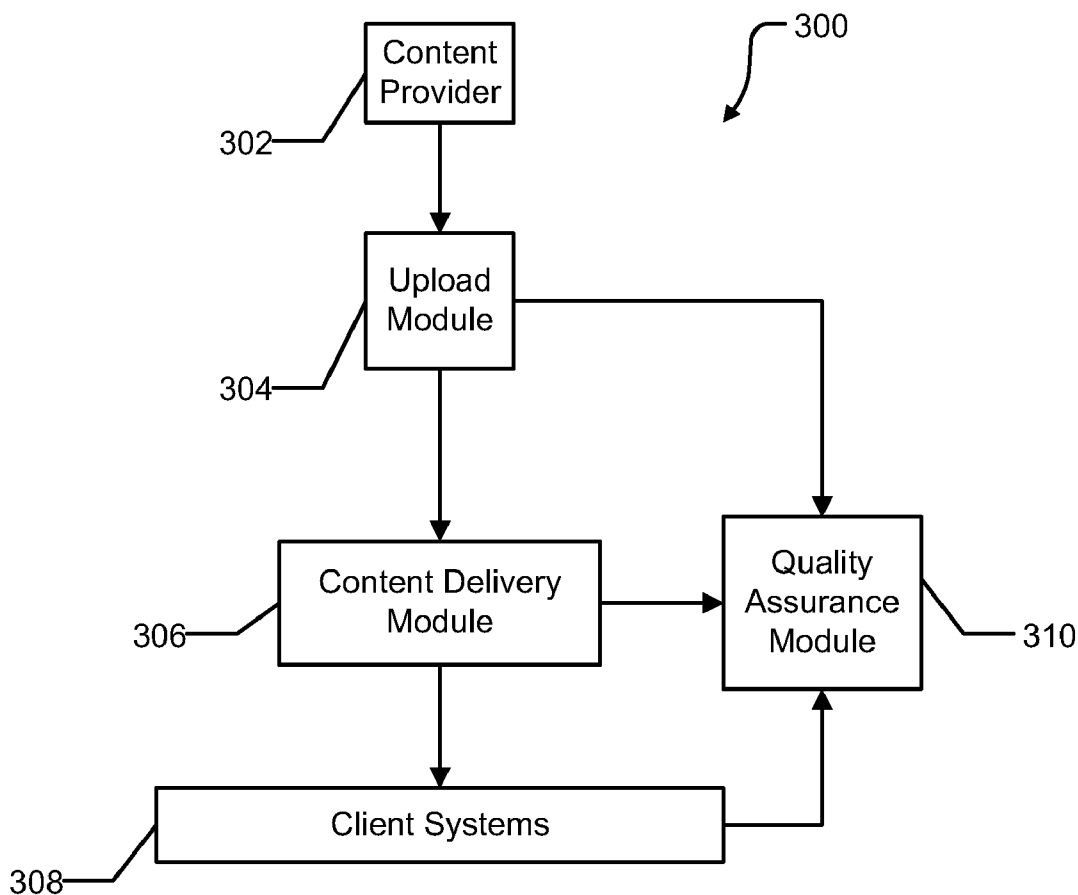 300
Content
Provider
302
Upload
Module
304
Content Delivery
Module
306
Quality
Assurance
Module
310
Client Systems
308